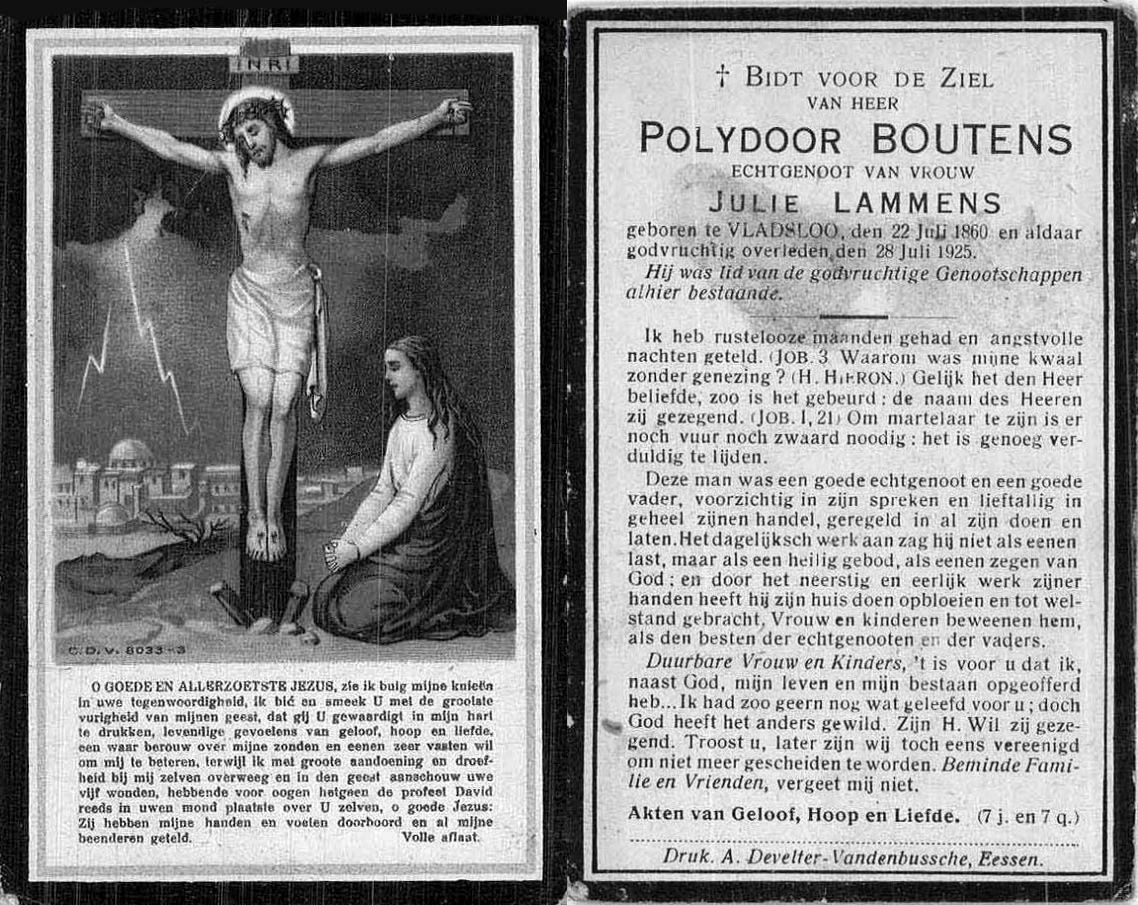 INRI
C.D.V. 8033-3
O GOEDE EN ALLERZOETSTE JEZUS, zie ik buig mijne knieën
in uwe tegenwoordigheid, ik bid en smeek U met de grootste
vurigheid van mijnen geest, dat gij U gewaardigt in mijn hart
te drukken, levendige gevoelens van geloof, hoop en liefde,
een waar berouw over mijne zonden en eenen zeer vasten wil
om mij te beteren, terwijl ik met groote aandoening en droef-
heid bij mij zelven overweeg en in den geest aanschouw uwe
vijf wonden, hebbende voor oogen hetgeen de profeet David
reeds in uwen mond plaatste over U zelven, o goede Jezus:
Zij hebben mijne handen en voeten doorboord en al mijne
beenderen geteld. Volle aflaat.
† BIDT VOOR DE ZIEL
VAN HEER
POLYDOOR BOUTENS
ECHTGENOOT VAN VROUW
JULIE LAMMENS
geboren te VLADSLOO, den 22 Juli 1860 en aldaar
godvruchtig overleden den 28 Juli 1925.
Hij was lid van de godvruchtige Genootschappen
alhier bestaande.
Ik heb rustelooze maanden gehad en angstvolle
nachten geteld. (JOB. 3 Waarom was mijne kwaal
zonder genezing ? (H. HIERON.) Gelijk het den Heer
beliefde, zoo is het gebeurd : de naam des Heeren
zij gezegend. (JOB. 1, 21) Om martelaar te zijn is er
noch vuur noch zwaard noodig : het is genoeg ver-
duldig te lijden.
Deze man was een goede echtgenoot en een goede
vader, voorzichtig in zijn spreken en lieftallig in
geheel zijnen handel, geregeld in al zijn doen en
laten. Het dagelijksch werk aan zag hij niet als eenen
last, maar als een heilig gebod, als eenen zegen van
God ; en door het neerstig en eerlijk werk zijner
handen heeft hij zijn huis doen opbloeien en tot wel-
stand gebracht. Vrouw en kinderen beweenen hem,
als den besten der echtgenooten en der vaders.
Duurbare Vrouw en Kinders, 't is voor u dat ik,
naast God, mijn leven en mijn bestaan opgeofferd
heb... Ik had zoo geern nog wat geleefd voor u ; doch
God heeft het anders gewild. Zijn H. Wil zij geze-
gend. Troost u, later zijn wij toch eens vereenigd
om niet meer gescheiden te worden. Beminde Fami-
lie en Vrienden, vergeet mij niet.
Akten van Geloof, Hoop en Liefde. (7 j. en 7 q.)
Druk. A. Develter-Vandenbussche, Eessen.